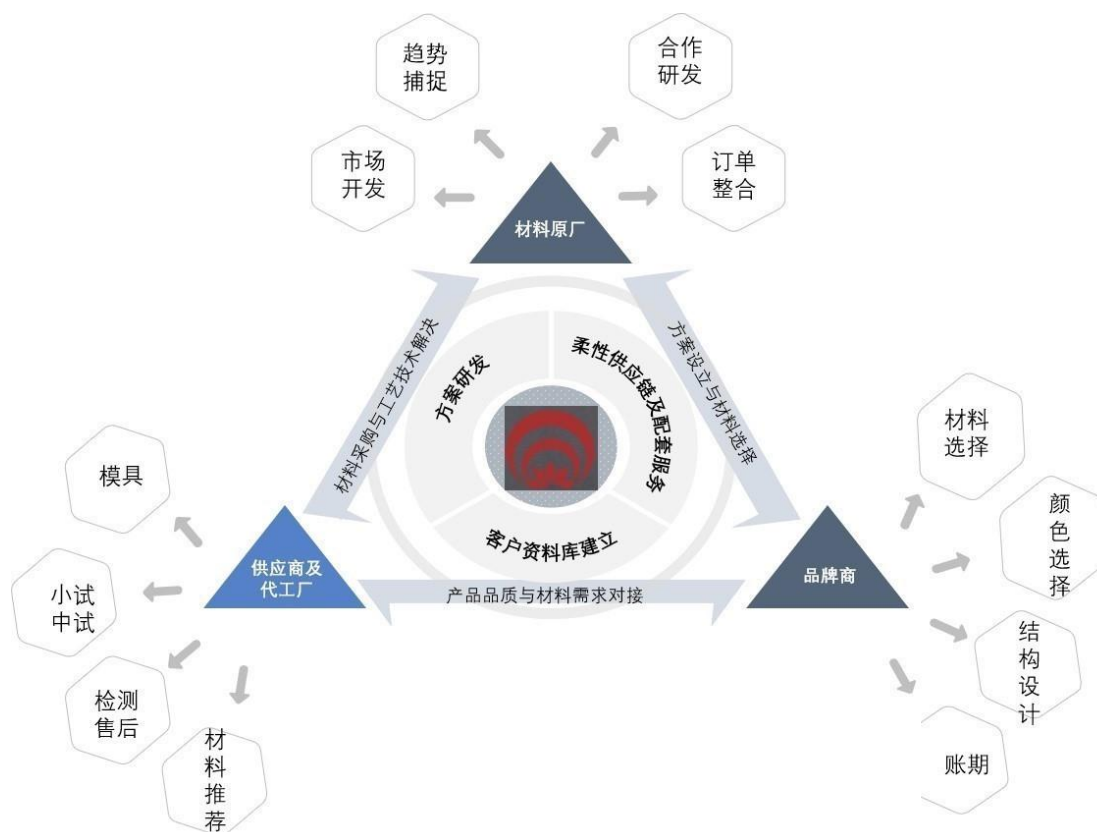 趋势
捕捉
合作
研发
市场
开发
订单
整合
材料原厂
材料采购与工艺技术解决
方案设立与材料选择
方案研发
柔性供应链及配套服务
客户资料库建立
供应商及
代工厂
品牌商
产品品质与材料需求对接
模具
小试
中试
检测
售后
材
料
推
荐
材料
选择
颜
色
选
择
结
构
设
计
账期